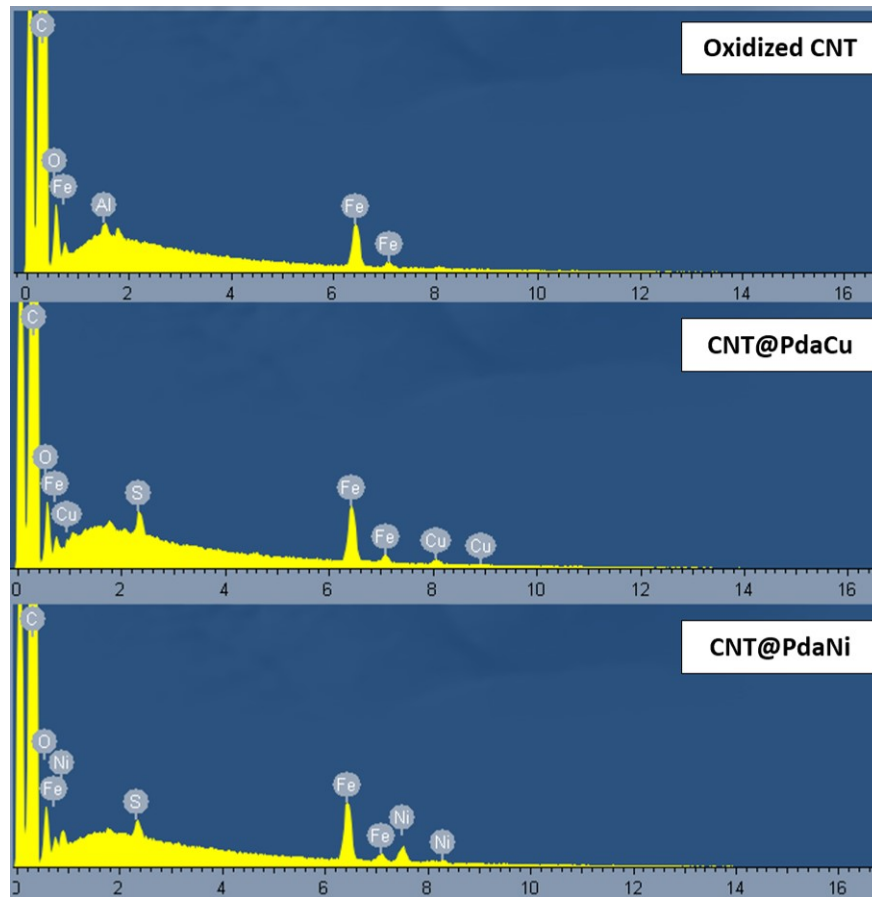 C
Oxidized CNT
O
Fe
Al
Fe
Fe
0 2 4 6 8 10 12 14 16
C
CNT@PdaCu
O
Fe
Cu
S
Fe
Fe
Cu
Cu
0 2 4 6 8 10 12 14 16
C
CNT@PdaNi
O
Ni
Fe
S
Fe
Fe
Ni
Ni
0 2 4 6 8 10 12 14 16